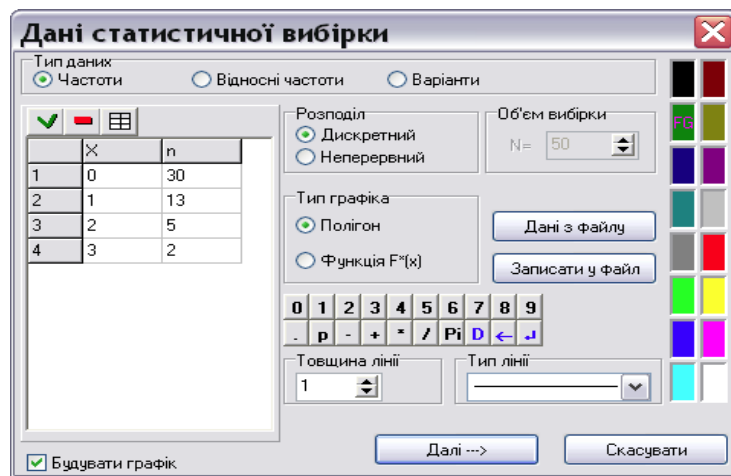 Дані статистичної вибірки
Тип даних
Частоти Відносні частоти Варіанти
X n
1 0 30
2 1 13
3 2 5
4 3 2
Розподіл
Дискретний
Неперервний
Об'єм вибірки
N= 50
Тип графіка
Полігон
Функція F*(x)
Дані з файлу
Записати у файл
0 1 2 3 4 5 6 7 8 9
. p - + * / Pi D ← ↲
Товщина лінії
1
Тип лінії
Будувати графік
Далі --->
Скасувати
FG